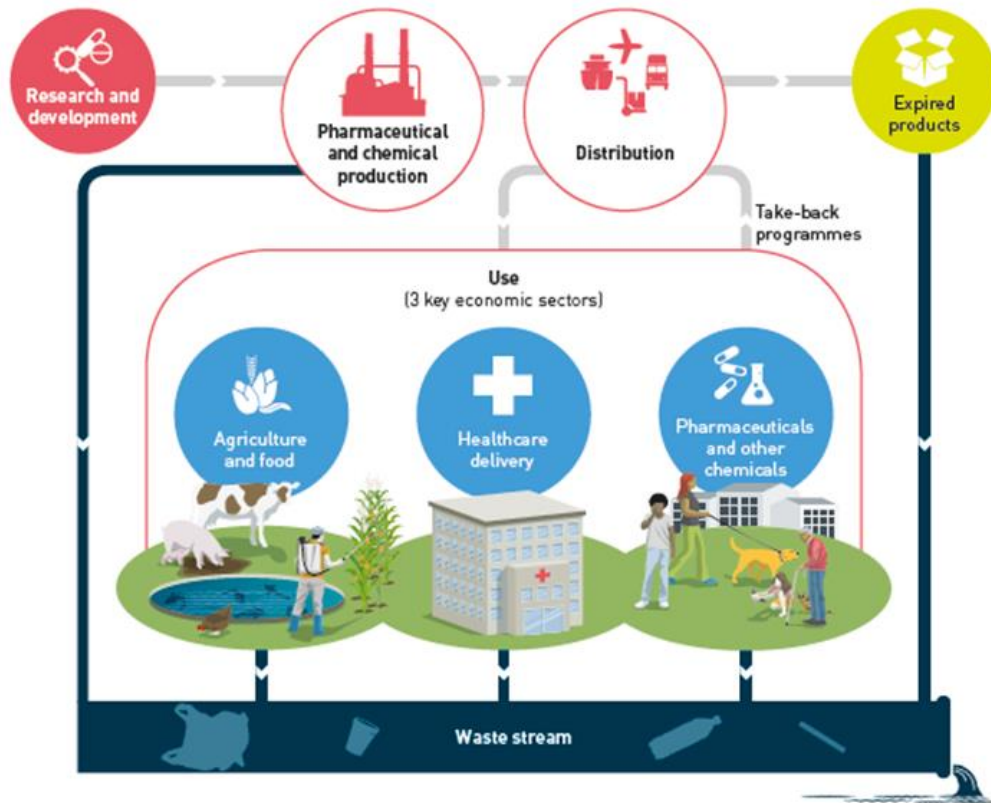 Research and
development
Pharmaceutical
and chemical
production
Distribution
Expired
products
Take-back
programmes
Use
(3 key economic sectors)
Agriculture
and food
Healthcare
delivery
Pharmaceuticals
and other
chemicals
Waste stream